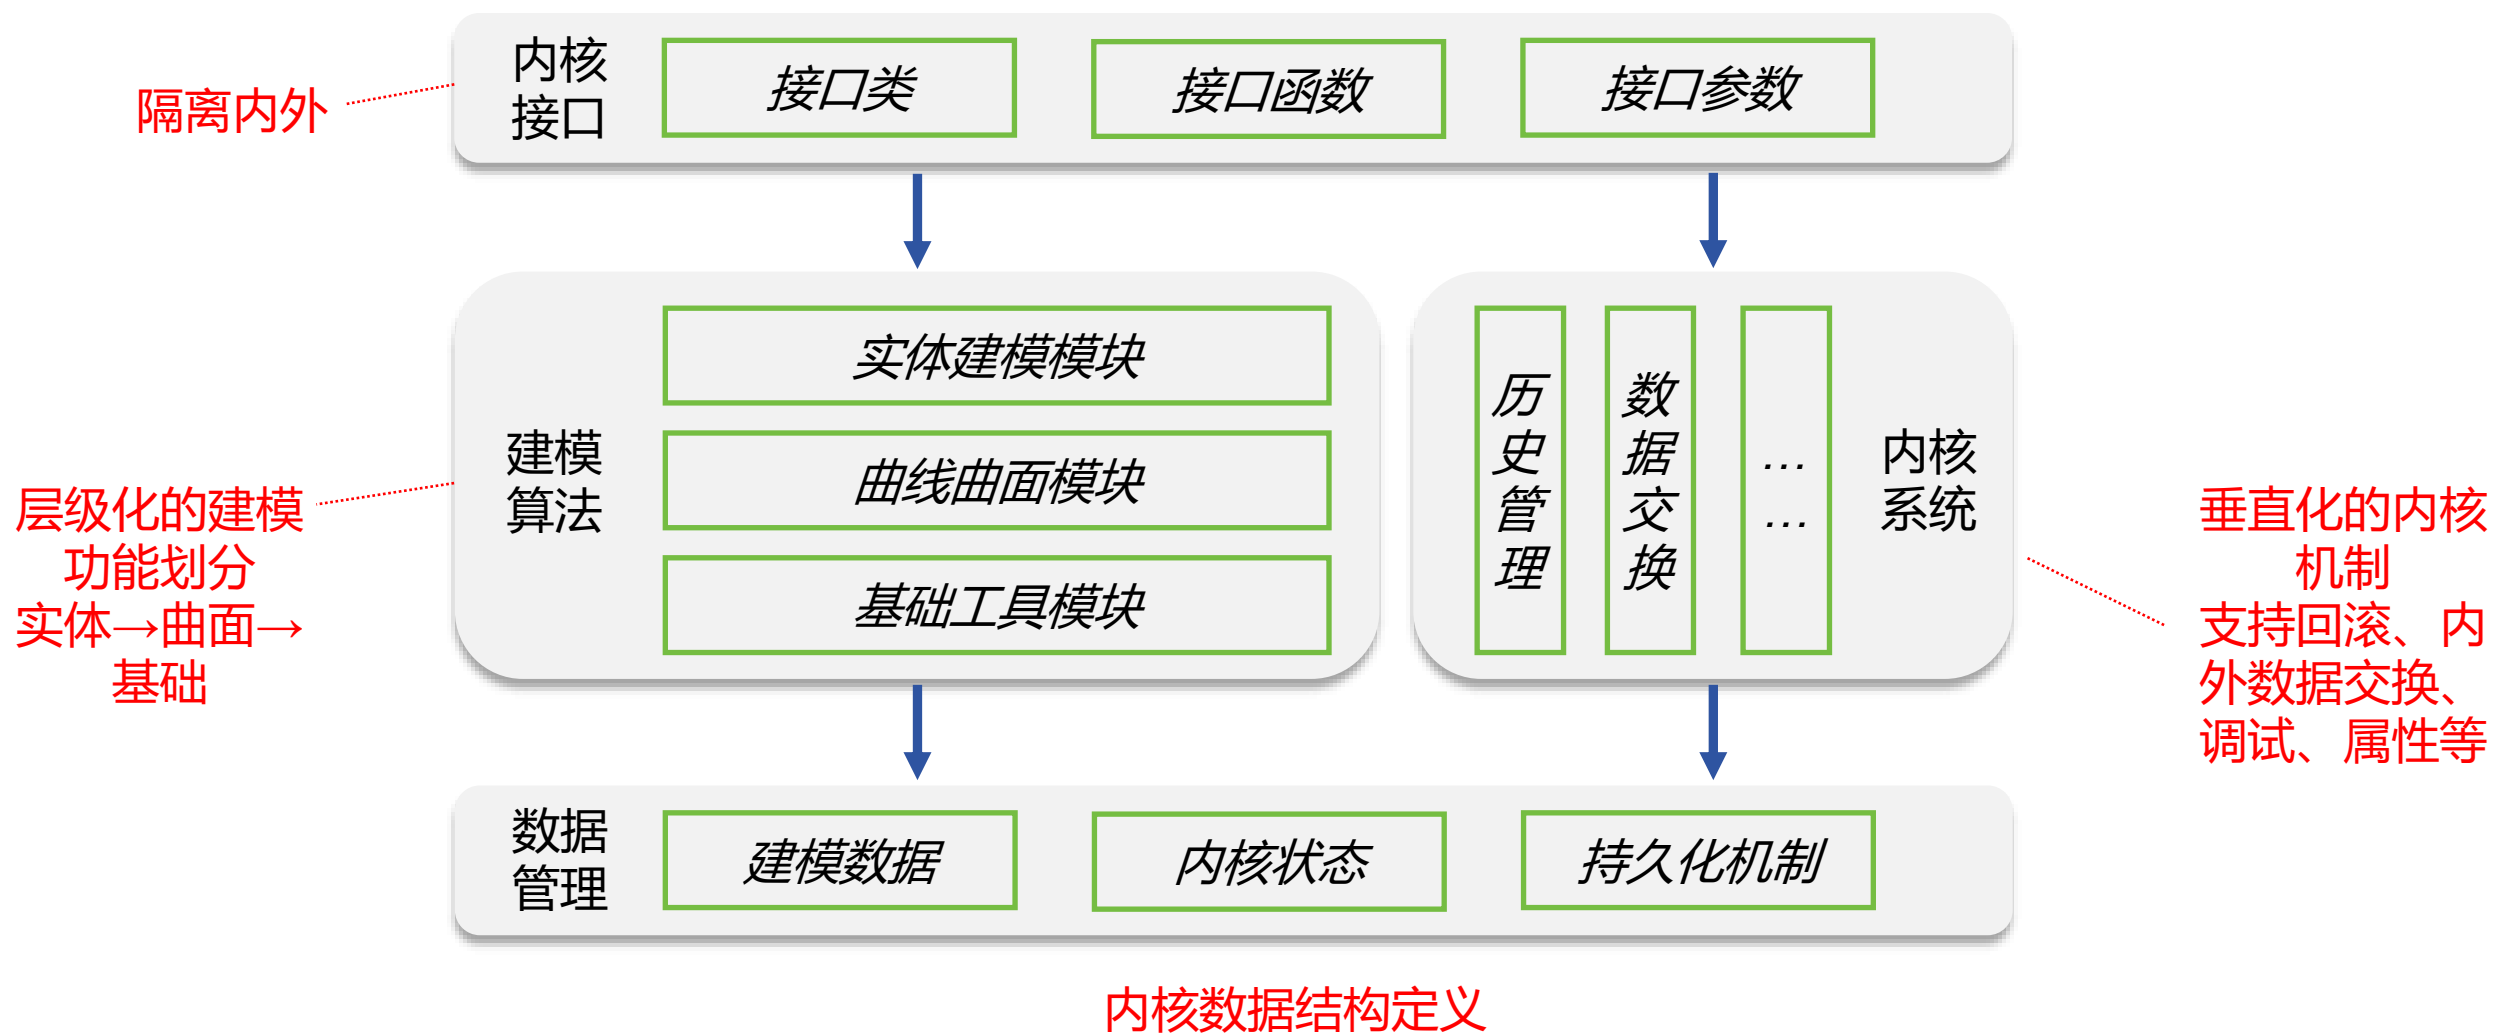 内核
接口
接口类
接口函数
接口参数
隔离内外
建模
算法
实体建模模块
曲线曲面模块
基础工具模块
历
史
管
理
数
据
交
换
…
…
内核
系统
层级化的建模
功能划分
实体→曲面→
基础
垂直化的内核
机制
支持回滚、内
外数据交换、
调试、属性等
数据
管理
建模数据
内核状态
持久化机制
内核数据结构定义